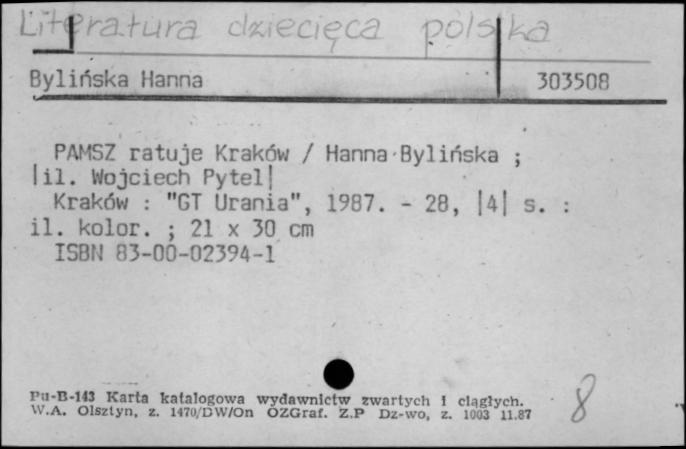 Literatura dziecięca polska
Bylińska Hanna 303508
PAMSZ ratuje Kraków / Hanna Bylińska ;
|il. Wojciech Pytel|
Kraków : "GT Urania", 1987. - 28, |4| s. :
il. kolor. ; 21 x 30 cm
ISBN 83-00-02394-1
Pu-B-143 Karta katalogowa wydawnictw zwartych i ciągłych.
W.A. Olsztyn, z. 1470/DW/On OZGraf. Z.P Dz-wo, z. 1003 11.87
8